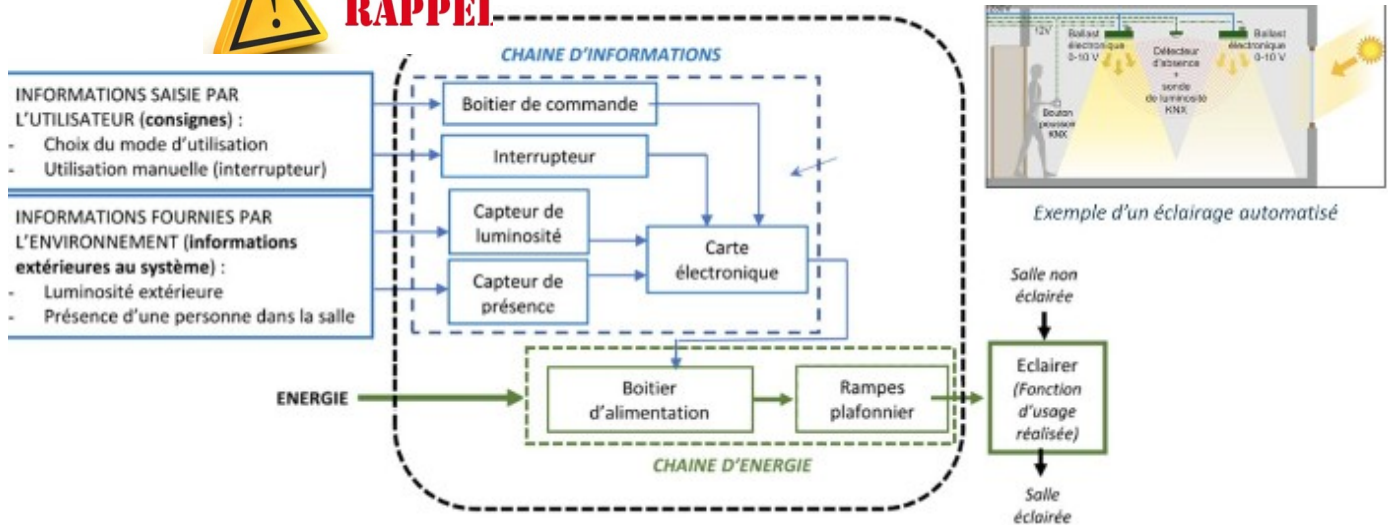 RAPPEL
CHAINE D'INFORMATIONS
INFORMATIONS SAISIE PAR
L'UTILISATEUR (consignes) :
- Choix du mode d'utilisation
- Utilisation manuelle (interrupteur)
INFORMATIONS FOURNIES PAR
L'ENVIRONNEMENT (informations
extérieures au système) :
- Luminosité extérieure
- Présence d'une personne dans la salle
Boitier de commande
Interrupteur
Capteur de
luminosité
Capteur de
présence
Carte
électronique
ENERGIE
Boitier
d'alimentation
Rampes
plafonnier
CHAINE D'ENERGIE
230V
12V
Ballast
électronique
0-10 V
Détecteur
d'absence
+
sonde
de luminosité
KNX
Ballast
électronique
0-10 V
Bouton
poussoir
KNX
Exemple d'un éclairage automatisé
Salle non
éclairée
Eclairer
(Fonction
d'usage
réalisée)
Salle
éclairée